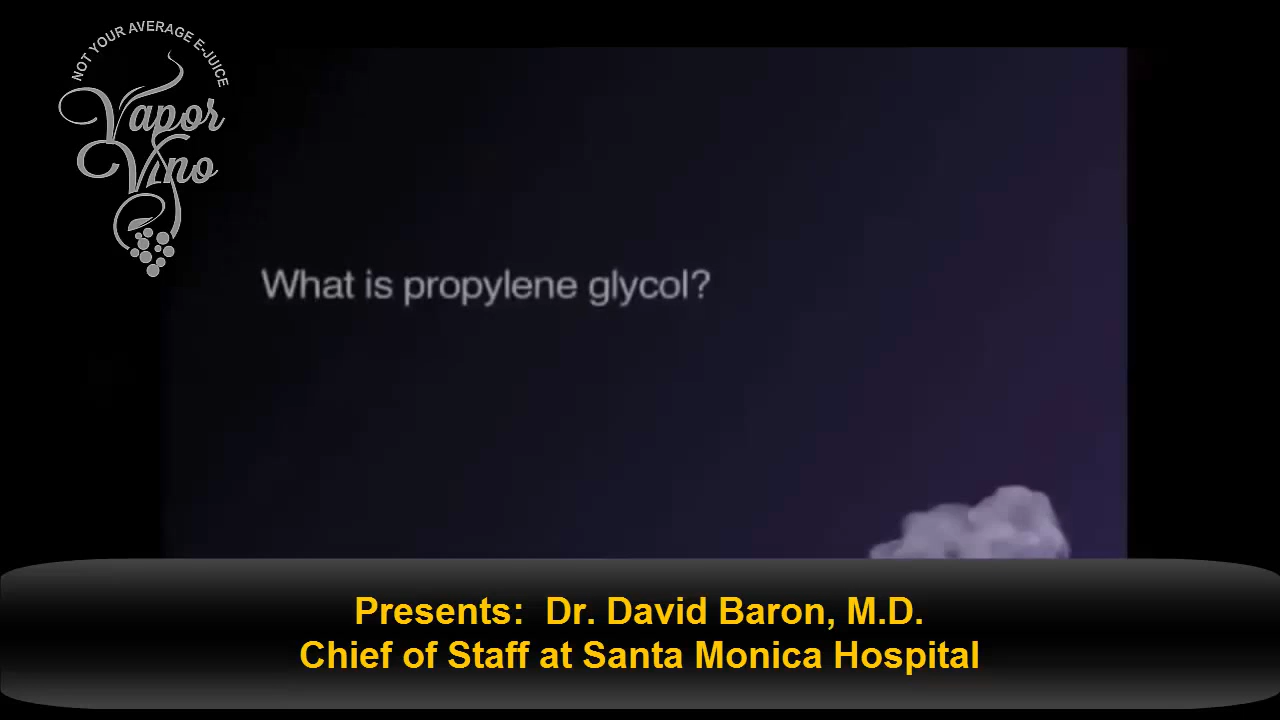 NOT YOUR AVERAGE E-JUICE
Vapor
Vino
What is propylene glycol?
Presents:  Dr. David Baron, M.D.
Chief of Staff at Santa Monica Hospital